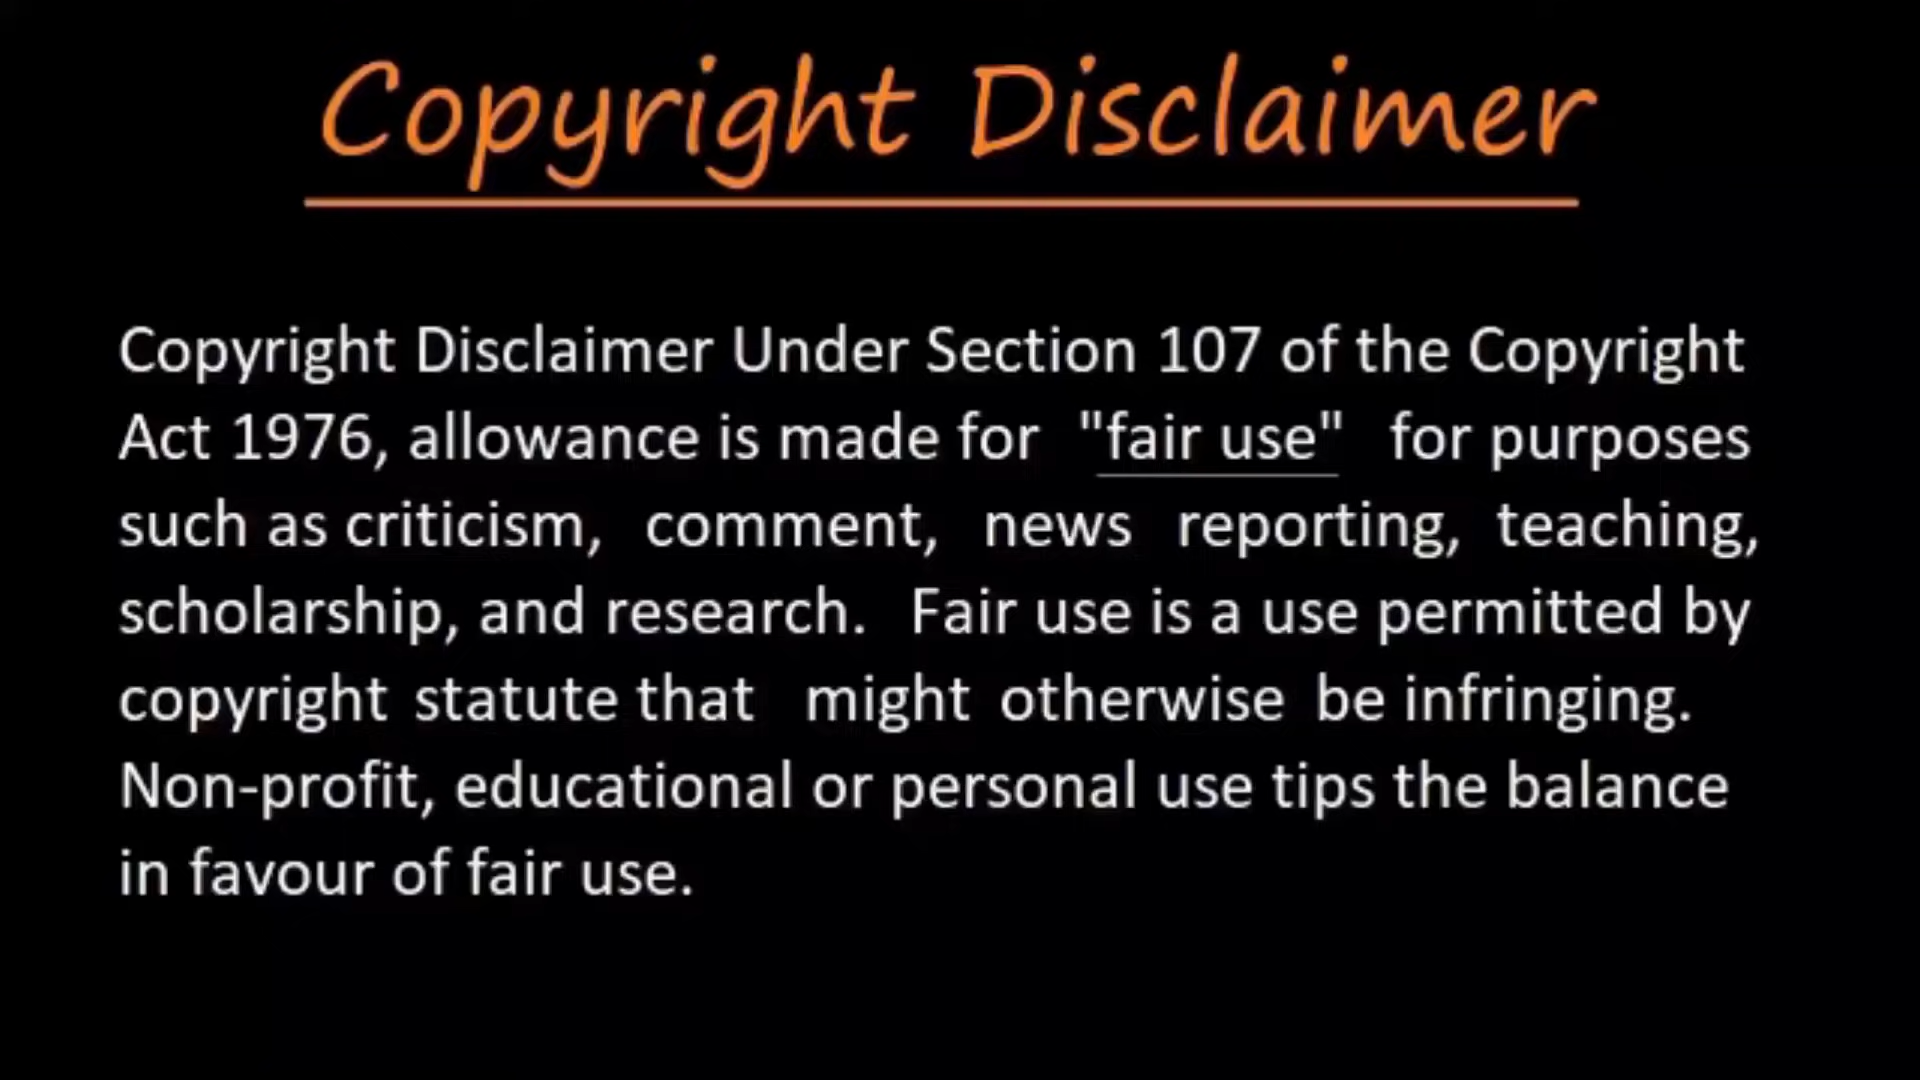 Copyright Disclaimer
Copyright Disclaimer Under Section 107 of the Copyright
Act 1976, allowance is made for "fair use" for purposes
such as criticism, comment, news reporting, teaching,
scholarship, and research. Fair use is a use permitted by
copyright statute that might otherwise be infringing.
Non-profit, educational or personal use tips the balance
in favour of fair use.